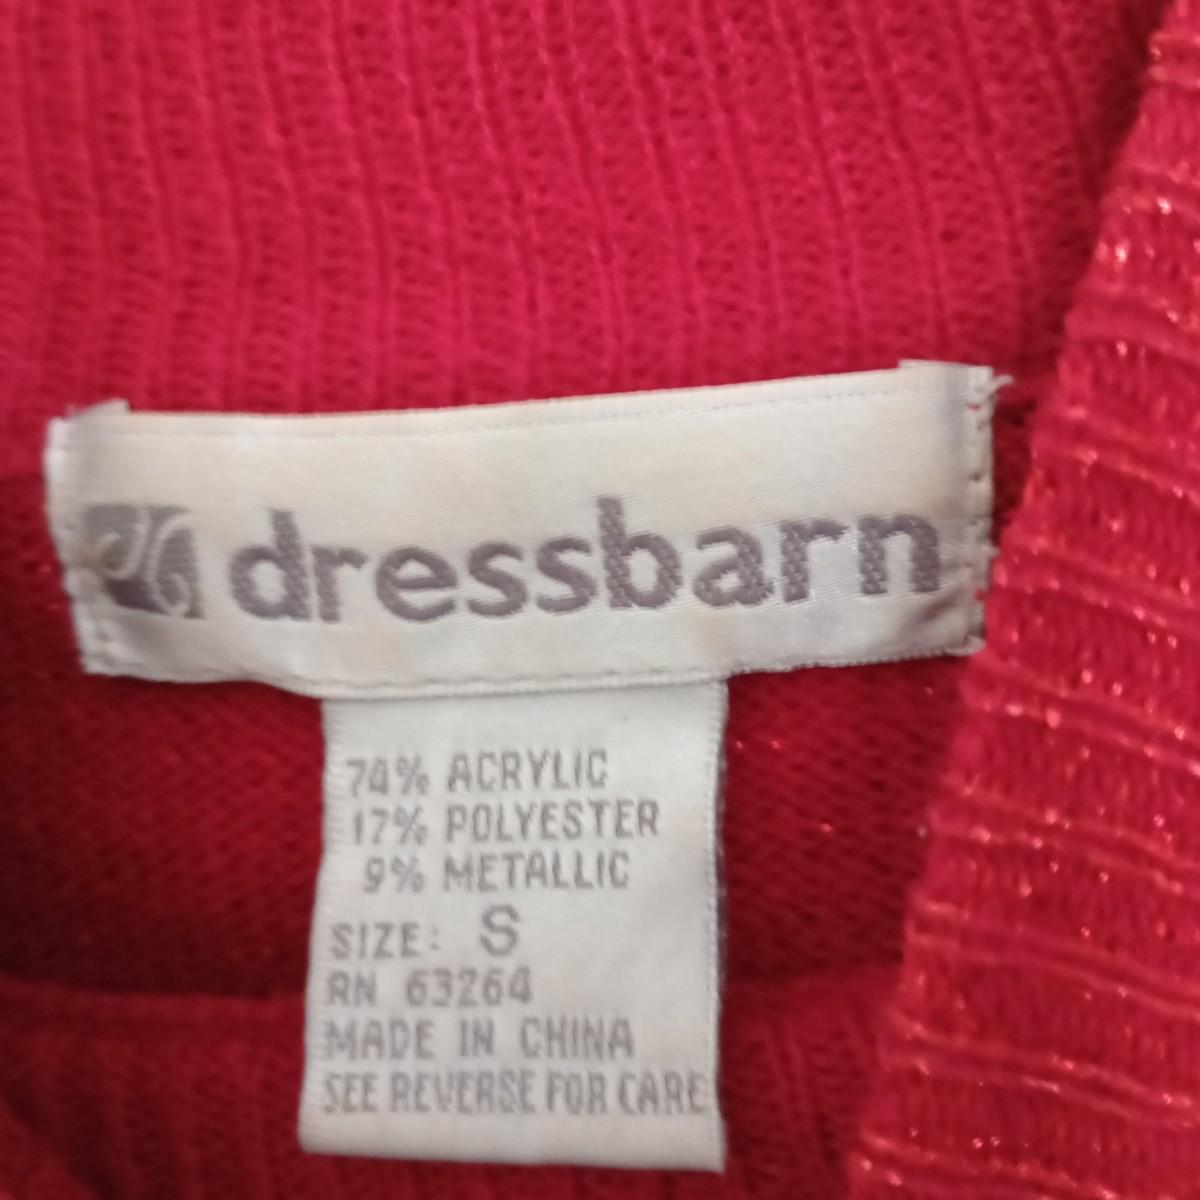 dressbarn
74% ACRYLIC
17% POLYESTER
9% METALLIC
SIZE: S
RN 63264
MADE IN CHINA
SEE REVERSE FOR CARE